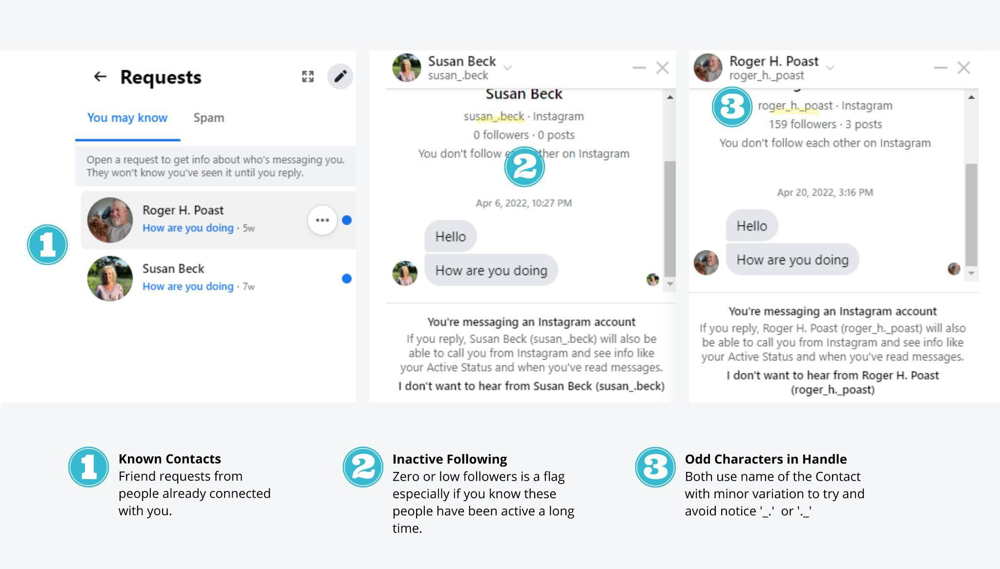 Requests
You may know
Spam
Open a request to get info about who's messaging you.
They won't know you've seen it until you reply.
Roger H. Poast
How are you doing · 5w
Susan Beck
How are you doing · 7w
1
Susan Beck
susan_.beck
Susan Beck
susan_.beck · Instagram
0 followers · 0 posts
You don't follow each other on Instagram
2
Apr 6, 2022, 10:27 PM
Hello
How are you doing
You're messaging an Instagram account
If you reply, Susan Beck (susan_.beck) will also be
able to call you from Instagram and see info like
your Active Status and when you've read messages.
I don't want to hear from Susan Beck (susan_.beck)
Roger H. Poast
roger_h._poast
3
roger_h._poast · Instagram
159 followers · 3 posts
You don't follow each other on Instagram
Apr 20, 2022, 3:16 PM
Hello
How are you doing
You're messaging an Instagram account
If you reply, Roger H. Poast (roger_h._poast) will also
be able to call you from Instagram and see info like
your Active Status and when you've read messages.
I don't want to hear from Roger H. Poast
(roger_h._poast)
1
Known Contacts
Friend requests from
people already connected
with you.
2
Inactive Following
Zero or low followers is a flag
especially if you know these
people have been active a long
time.
3
Odd Characters in Handle
Both use name of the Contact
with minor variation to try and
avoid notice '_.' or '._'